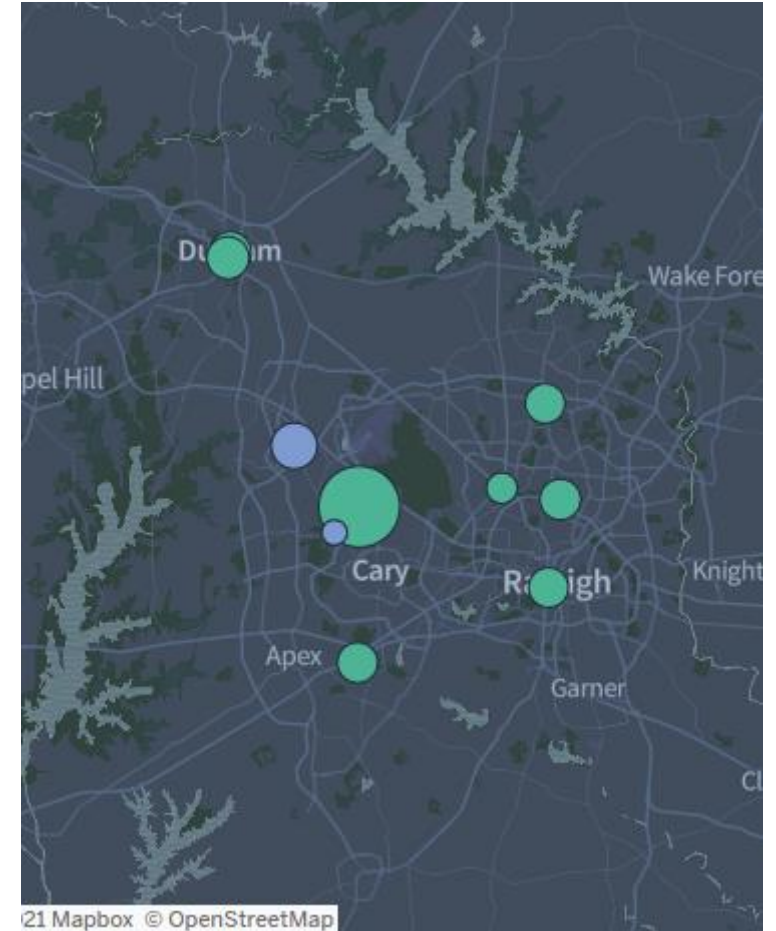 Wake Fore
pel Hill
Cary
Knight
Apex
Garner
Cl
21 Mapbox © OpenStreetMap